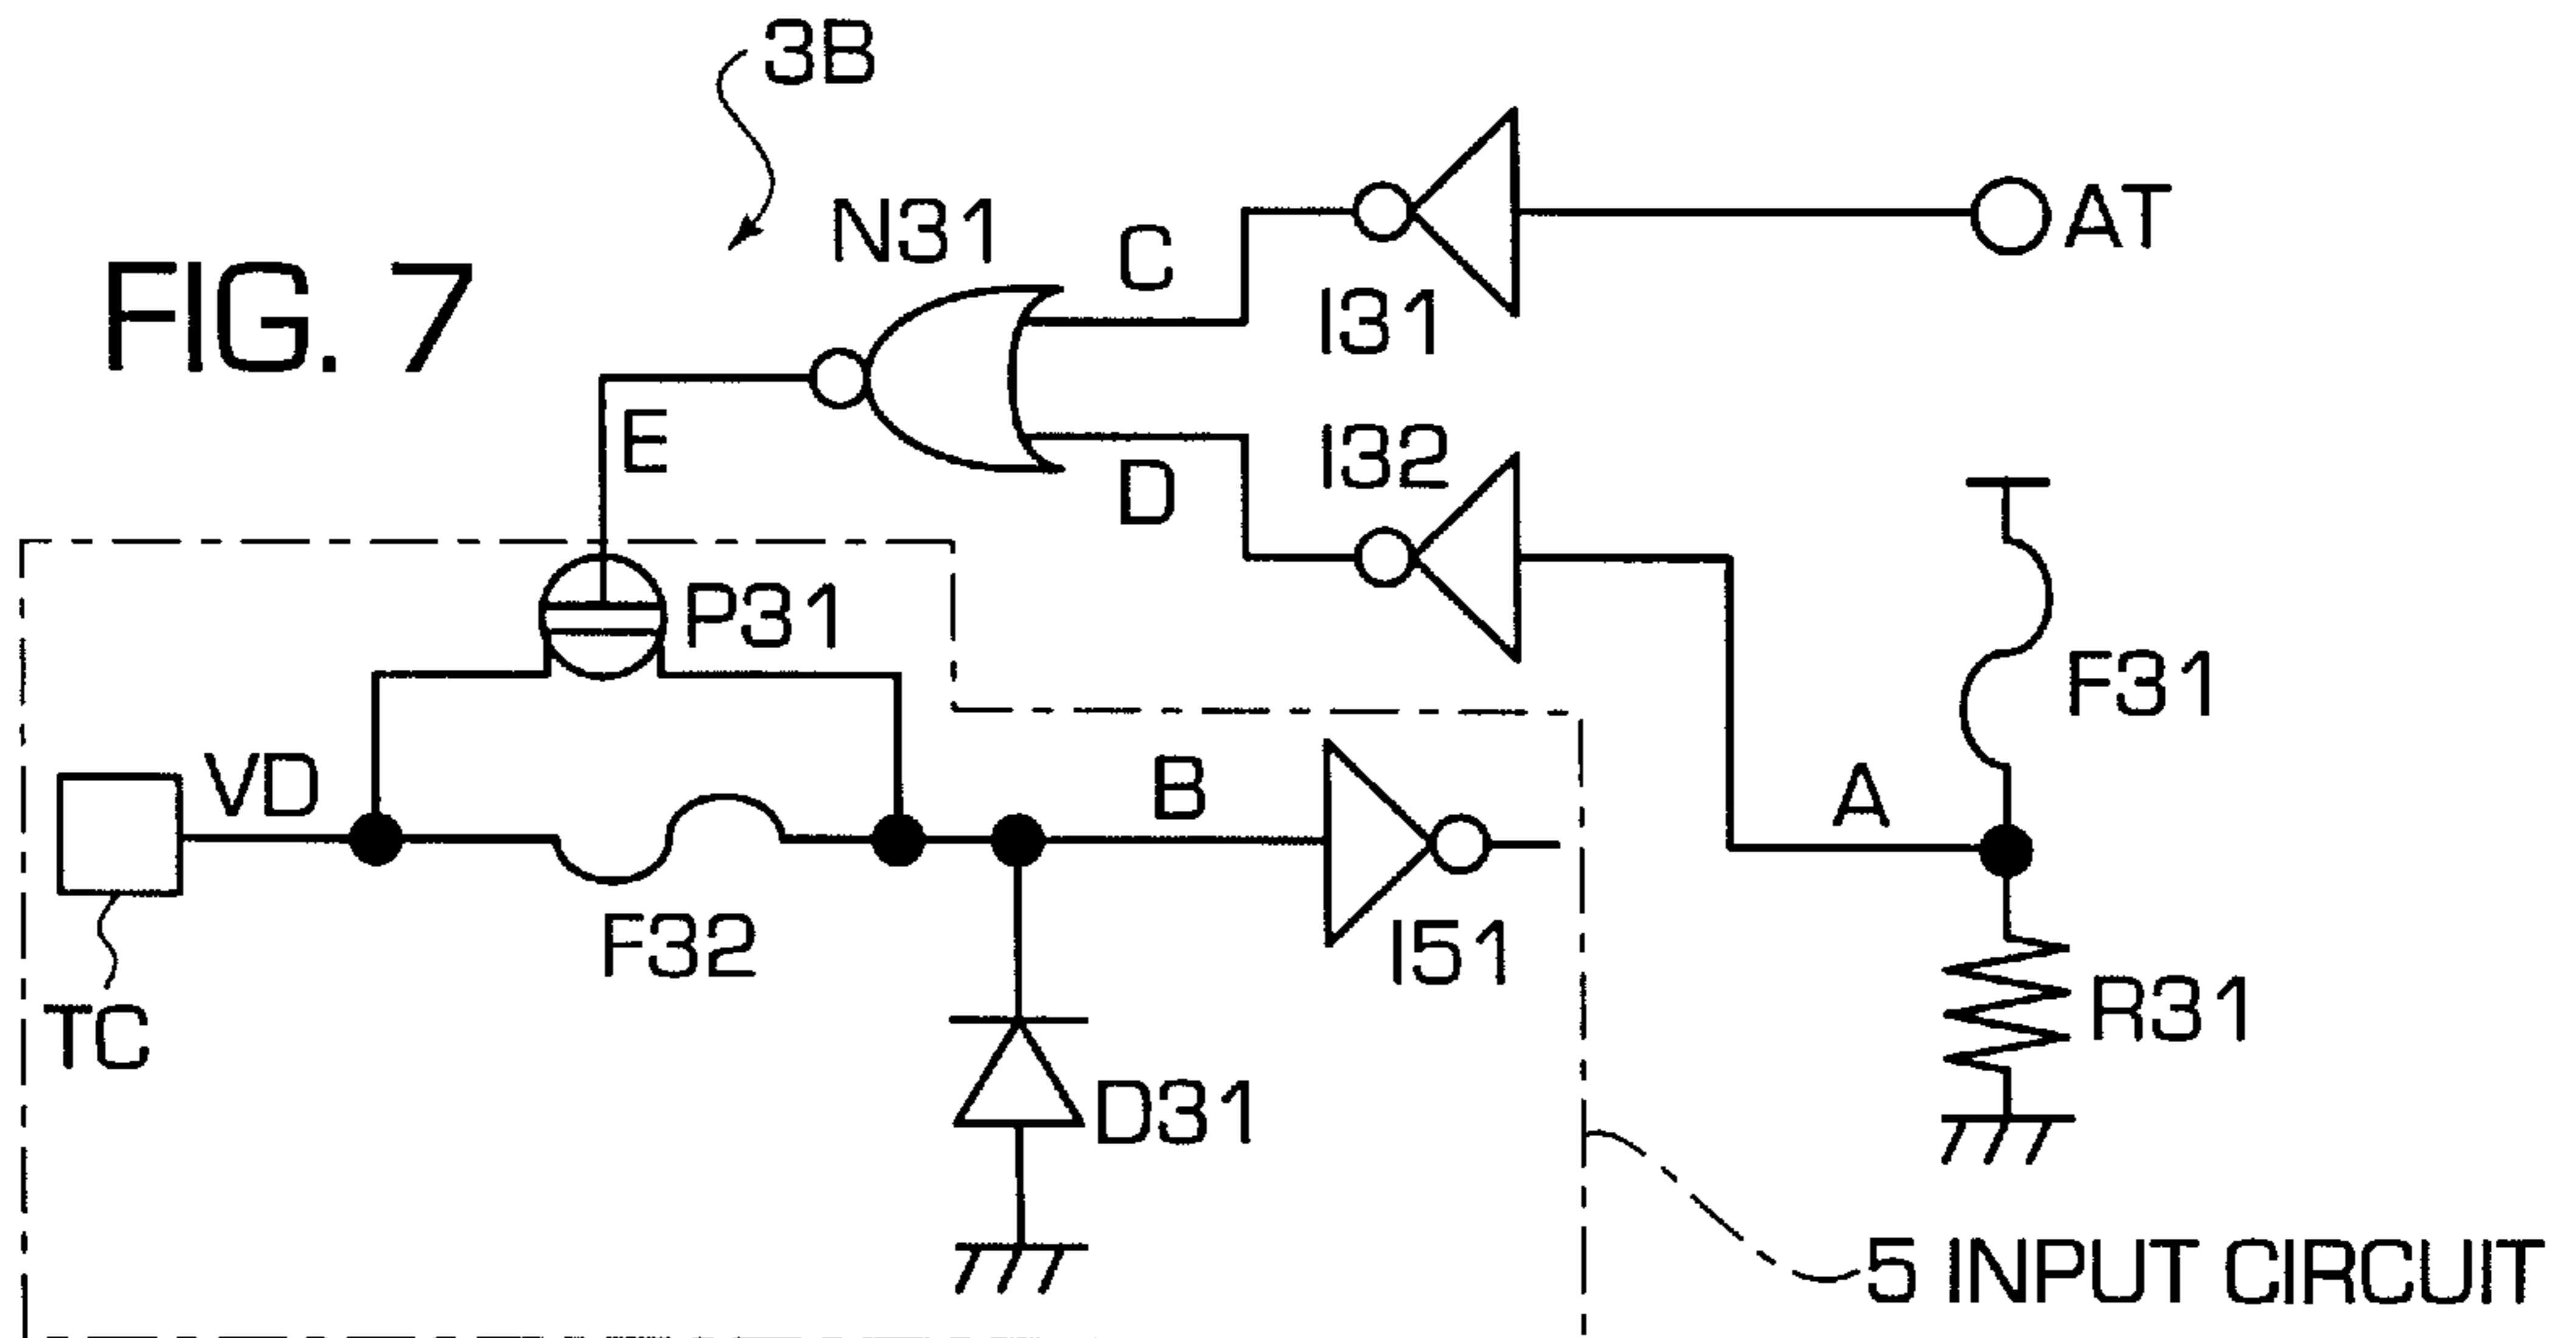 3B
FIG. 7
N31
C
I31
AT
E
D
I32
P31
F31
VD
B
A
F32
I51
TC
D31
R31
5 INPUT CIRCUIT